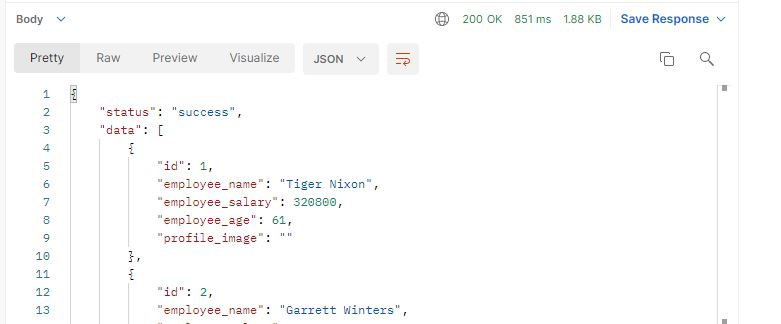 Body 200 OK 851 ms 1.88 KB Save Response
Pretty Raw Preview Visualize JSON
1 {
2 "status": "success",
3 "data": [
4 {
5 "id": 1,
6 "employee_name": "Tiger Nixon",
7 "employee_salary": 320800,
8 "employee_age": 61,
9 "profile_image": ""
10 },
11 {
12 "id": 2,
13 "employee_name": "Garrett Winters",